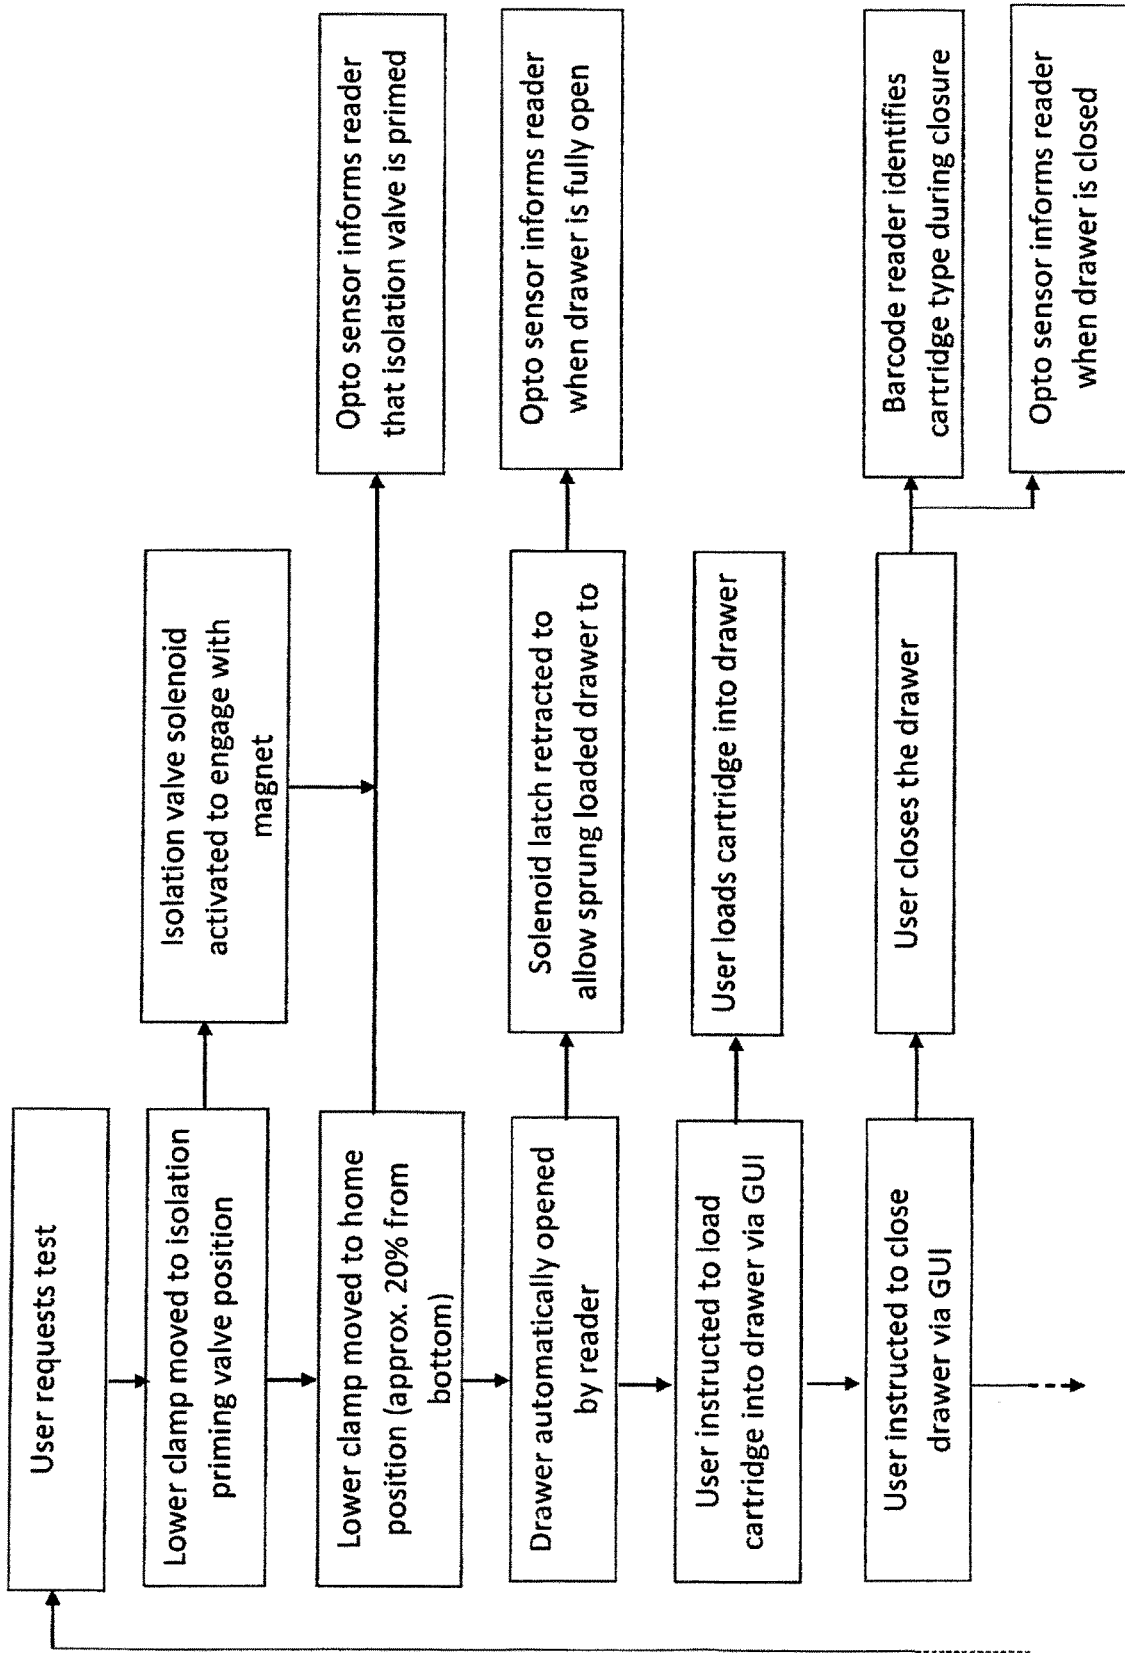 User requests test
Lower clamp moved to isolation
priming valve position
Isolation valve solenoid
activated to engage with
magnet
Lower clamp moved to home
position (approx. 20% from
bottom)
Opto sensor informs reader
that isolation valve is primed
Drawer automatically opened
by reader
Solenoid latch retracted to
allow sprung loaded drawer to
Opto sensor informs reader
when drawer is fully open
User instructed to load
cartridge into drawer via GUI
User loads cartridge into drawer
User instructed to close
drawer via GUI
User closes the drawer
Barcode reader identifies
cartridge type during closure
Opto sensor informs reader
when drawer is closed